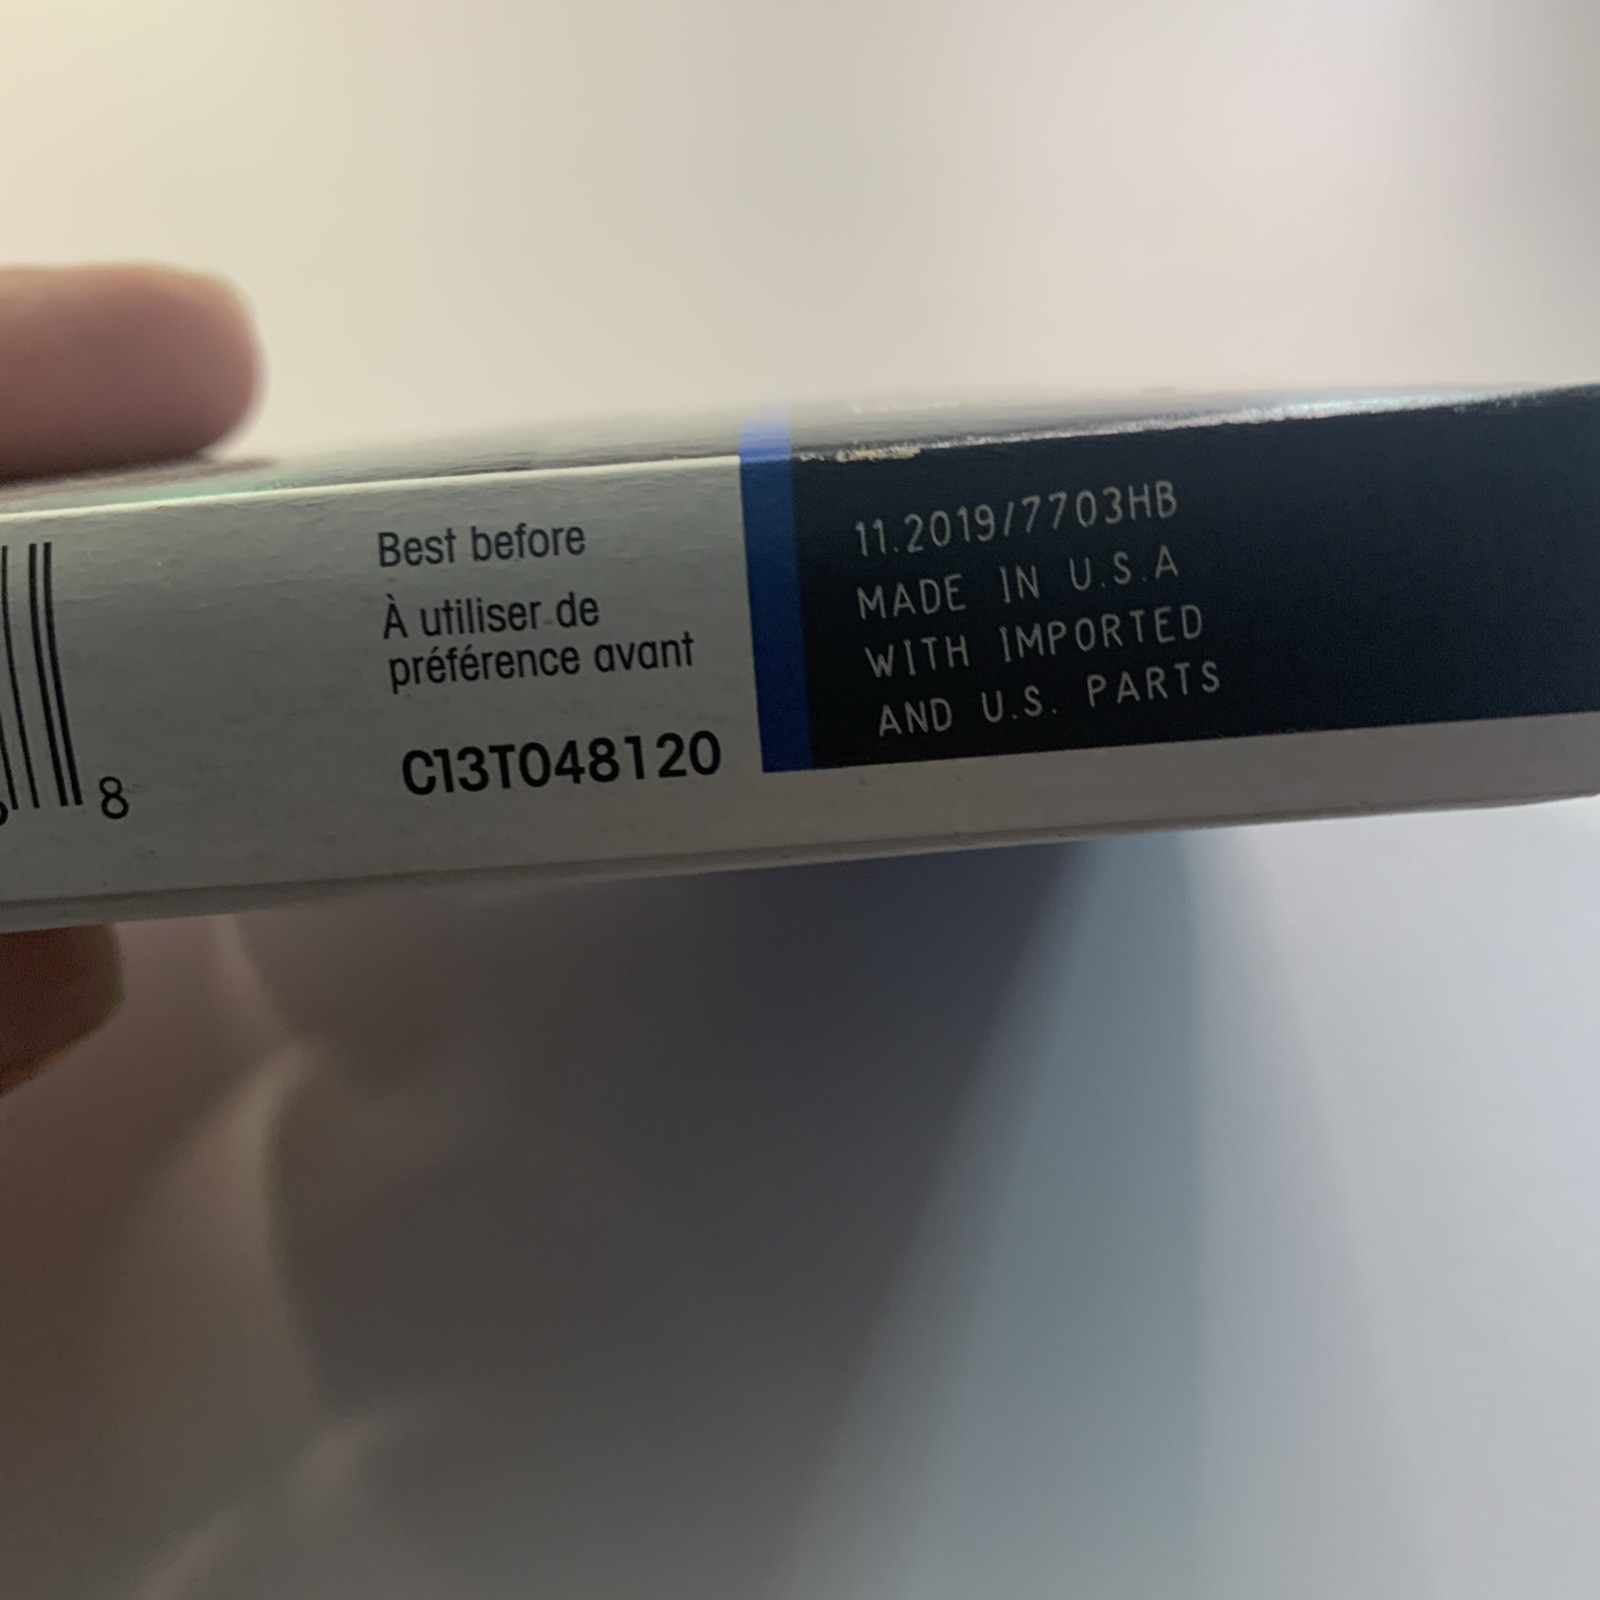 Best before
À utiliser de
préférence avant
C13T048120
8
11.2019/7703HB
MADE IN U.S.A
WITH IMPORTED
AND U.S. PARTS